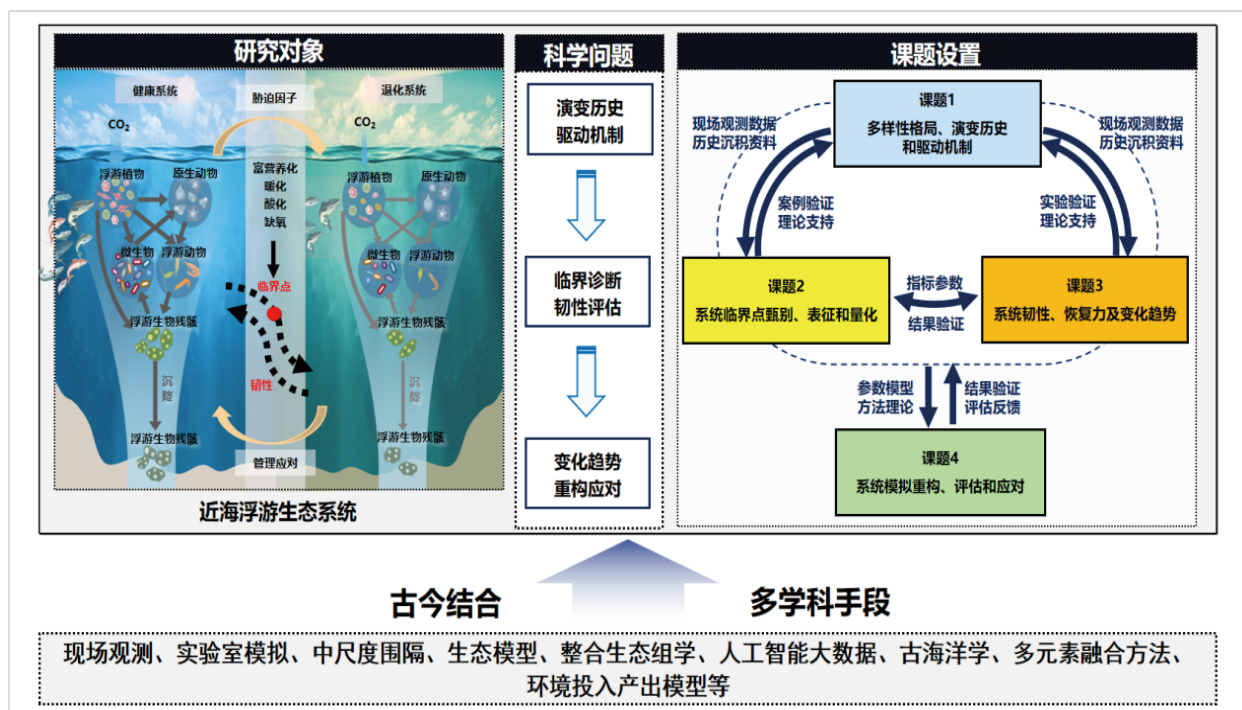 研究对象
健康系统
胁迫因子
退化系统
CO2
CO2
富营养化
暖化
酸化
缺氧
浮游植物
原生动物
微生物
浮游动物
浮游生物残骸
沉降
浮游生物残骸
浮游植物
原生动物
微生物
浮游动物
浮游生物残骸
沉降
浮游生物残骸
临界点
韧性
管理应对
近海浮游生态系统
科学问题
演变历史
驱动机制
临界诊断
韧性评估
变化趋势
重构应对
课题设置
课题1
多样性格局、演变历史
和驱动机制
现场观测数据
历史沉积资料
现场观测数据
历史沉积资料
案例验证
理论支持
实验验证
理论支持
课题2
系统临界点甄别、表征和量化
指标参数
结果验证
课题3
系统韧性、恢复力及变化趋势
参数模型
方法理论
结果验证
评估反馈
课题4
系统模拟重构、评估和应对
古今结合
多学科手段
现场观测、实验室模拟、中尺度围隔、生态模型、整合生态组学、人工智能大数据、古海洋学、多元素融合方法、
环境投入产出模型等